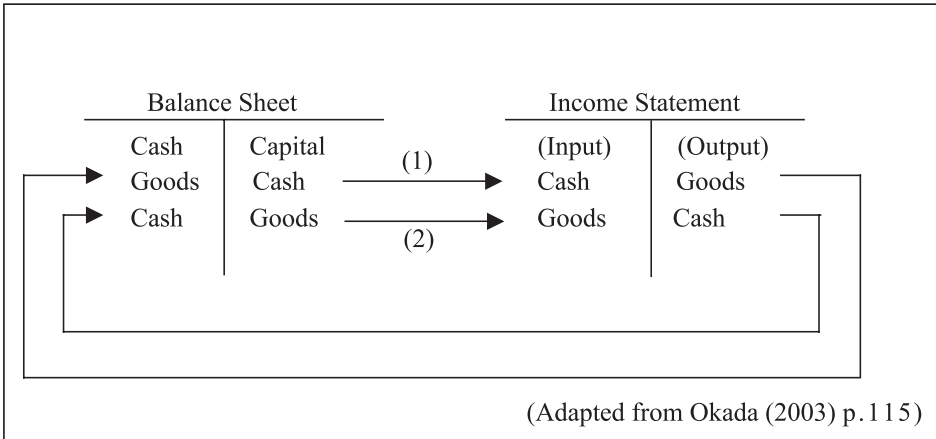 Balance Sheet Income Statement
Cash Capital (Input) (Output)
(1)
Goods Cash Cash Goods
Cash Goods Goods Cash
(2)
(Adapted from Okada (2003) p.115)